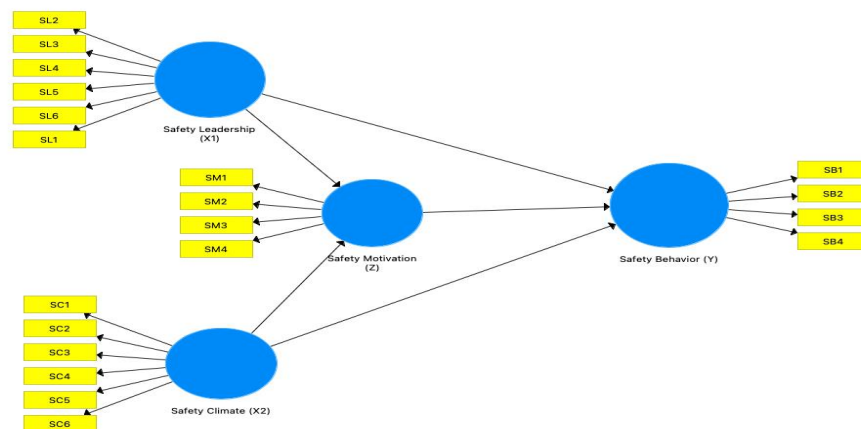 SL2
SL3
SL4
SL5
SL6
SL1
Safety Leadership
(X1)
SM1
SM2
SM3
SM4
Safety Motivation
(Z)
SB1
SB2
SB3
SB4
Safety Behavior (Y)
SC1
SC2
SC3
SC4
SC5
SC6
Safety Climate (X2)